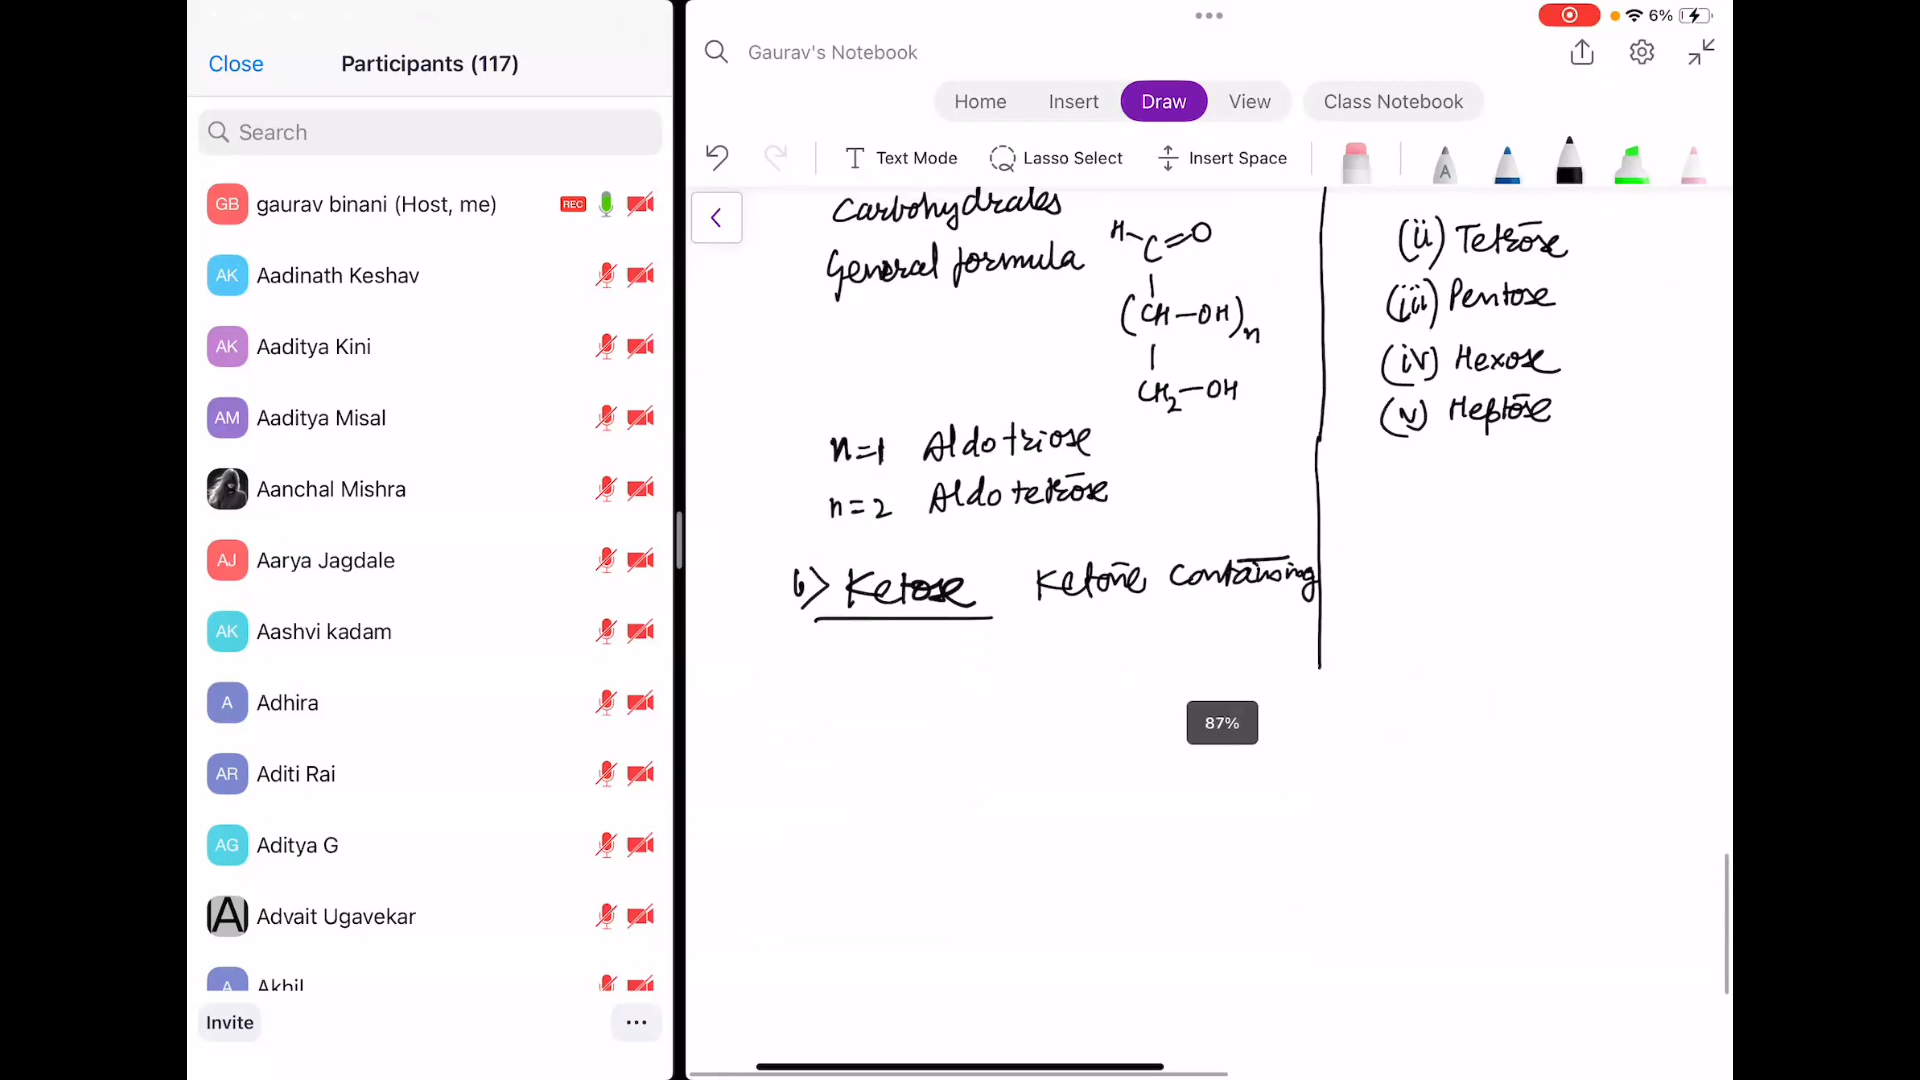 Close
Participants (117)
Search
GB
gaurav binani (Host, me)
REC
AK
Aadinath Keshav
AK
Aaditya Kini
AM
Aaditya Misal
Aanchal Mishra
AJ
Aarya Jagdale
AK
Aashvi kadam
A
Adhira
AR
Aditi Rai
AG
Aditya G
A
Advait Ugavekar
A
Akhil
Invite
6%
Gaurav's Notebook
Home Insert Draw View Class Notebook
Text Mode Lasso Select Insert Space
A
Carbohydrates
General formula
H-C=O
(CH-OH)n
CH2-OH
n=1 Aldotriose
n=2 Aldotetrose
b) Ketose Ketone containing
(ii) Tetrose
(iii) Pentose
(iv) Hexose
(v) Heptose
87%